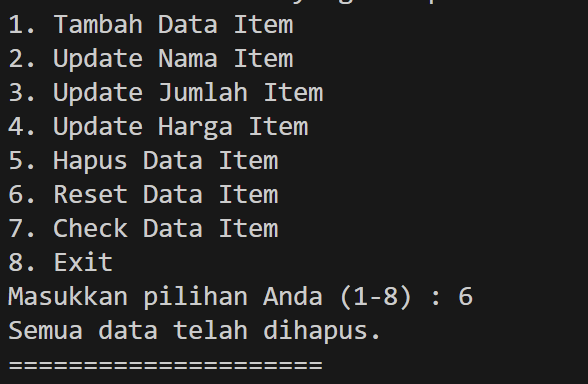 1. Tambah Data Item
2. Update Nama Item
3. Update Jumlah Item
4. Update Harga Item
5. Hapus Data Item
6. Reset Data Item
7. Check Data Item
8. Exit
Masukkan pilihan Anda (1-8) : 6
Semua data telah dihapus.
=====================